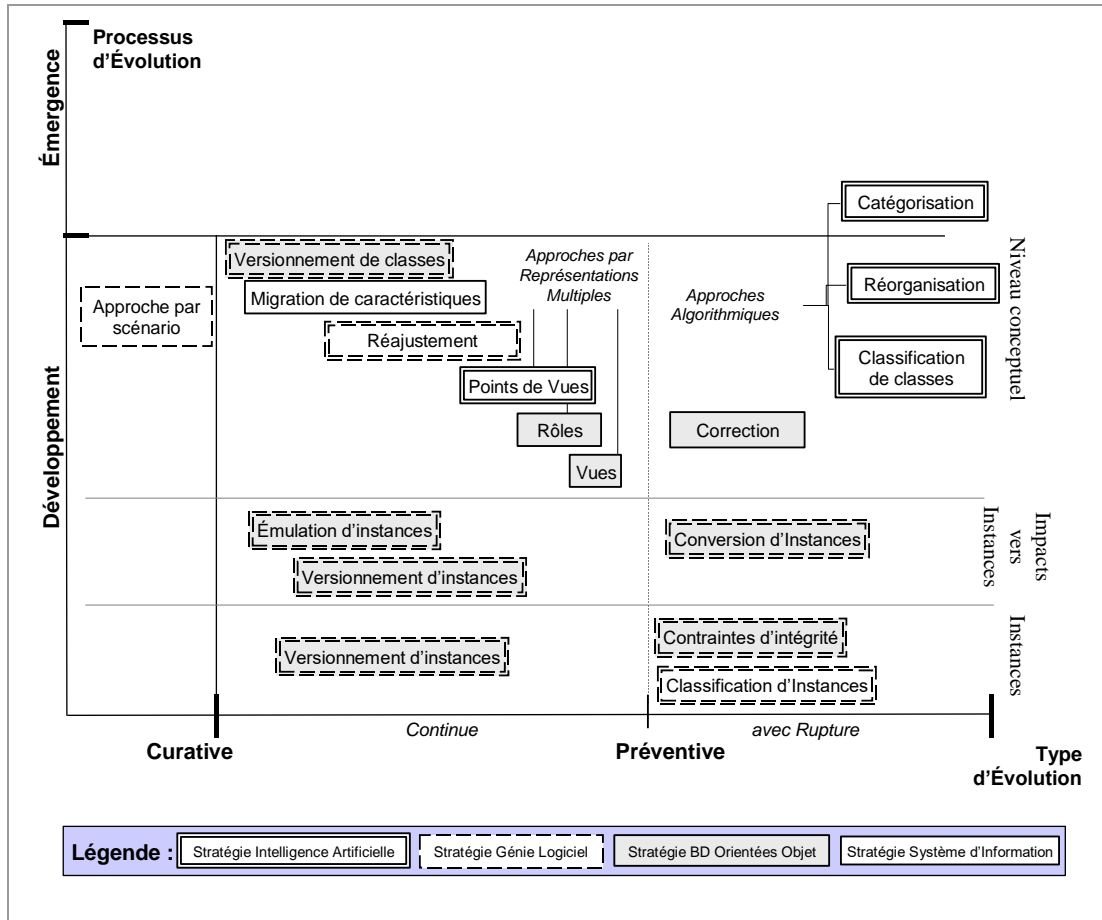 Processus
d'Évolution
Émergence
Développement
Catégorisation
Versionnement de classes
Approches par
Représentations
Multiples
Niveau conceptuel
Migration de caractéristiques
Réorganisation
Approche par
scénario
Approches
Algorithmiques
Réajustement
Classification
de classes
Points de Vues
Rôles
Correction
Vues
Émulation d'instances
Conversion d'Instances
Impacts
vers
Instances
Versionnement d'instances
Contraintes d'intégrité
Versionnement d'instances
Classification d'Instances
Instances
Continue
avec Rupture
Curative
Préventive
Type
d'Évolution
Légende :
Stratégie Intelligence Artificielle
Stratégie Génie Logiciel
Stratégie BD Orientées Objet
Stratégie Système d'Information